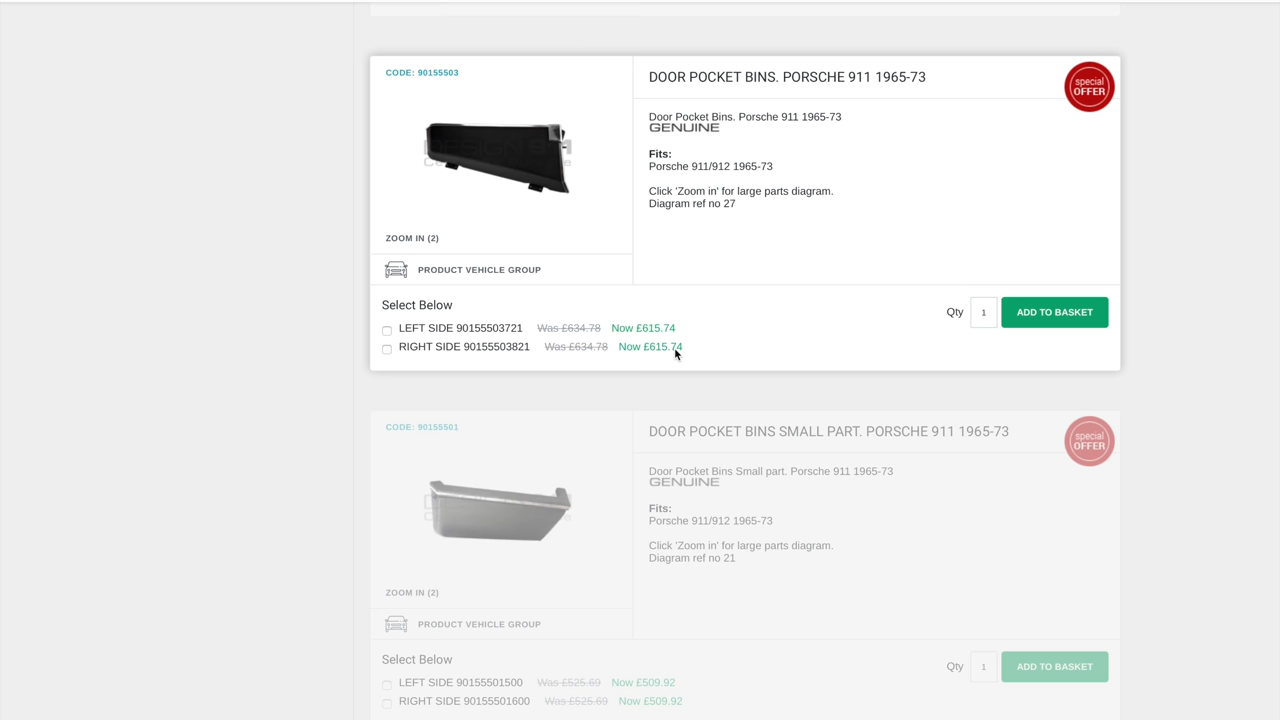 CODE: 90155503
DOOR POCKET BINS. PORSCHE 911 1965-73
special
OFFER
Door Pocket Bins. Porsche 911 1965-73
GENUINE
Fits:
Porsche 911/912 1965-73
Click 'Zoom in' for large parts diagram.
Diagram ref no 27
ZOOM IN (2)
PRODUCT VEHICLE GROUP
Select Below
Qty 1 ADD TO BASKET
LEFT SIDE 90155503721 Was £634.78 Now £615.74
RIGHT SIDE 90155503821 Was £634.78 Now £615.74
CODE: 90155501
DOOR POCKET BINS SMALL PART. PORSCHE 911 1965-73
special
OFFER
Door Pocket Bins Small part. Porsche 911 1965-73
GENUINE
Fits:
Porsche 911/912 1965-73
Click 'Zoom in' for large parts diagram.
Diagram ref no 21
ZOOM IN (2)
PRODUCT VEHICLE GROUP
Select Below
Qty 1 ADD TO BASKET
LEFT SIDE 90155501500 Was £525.69 Now £509.92
RIGHT SIDE 90155501600 Was £525.69 Now £509.92